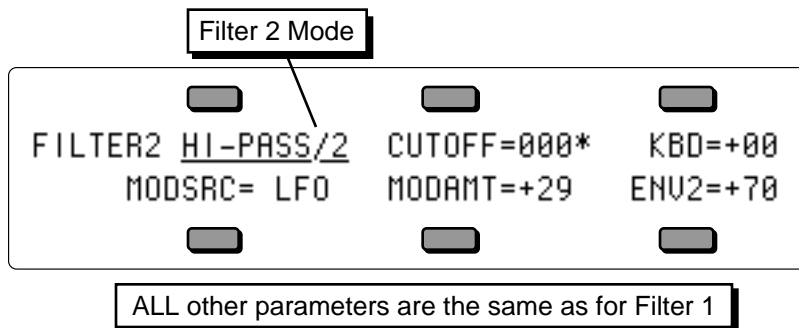 Filter 2 Mode
FILTER2 HI-PASS/2 CUTOFF=000* KBD=+00
MODSRC= LFO MODAMT=+29 ENV2=+70
ALL other parameters are the same as for Filter 1